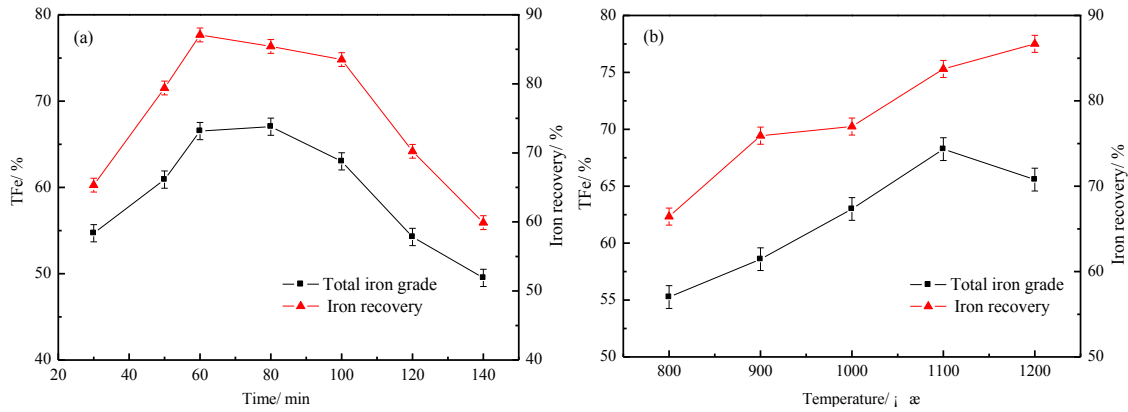 (a)
80
70
60
50
40
TFe/ %
90
80
70
60
50
40
Iron recovery/ %
Total iron grade
Iron recovery
20 40 60 80 100 120 140
Time/ min
(b)
80
75
70
65
60
55
50
TFe/ %
90
80
70
60
50
Iron recovery/ %
Total iron grade
Iron recovery
800 900 1000 1100 1200
Temperature/ ¡ æ